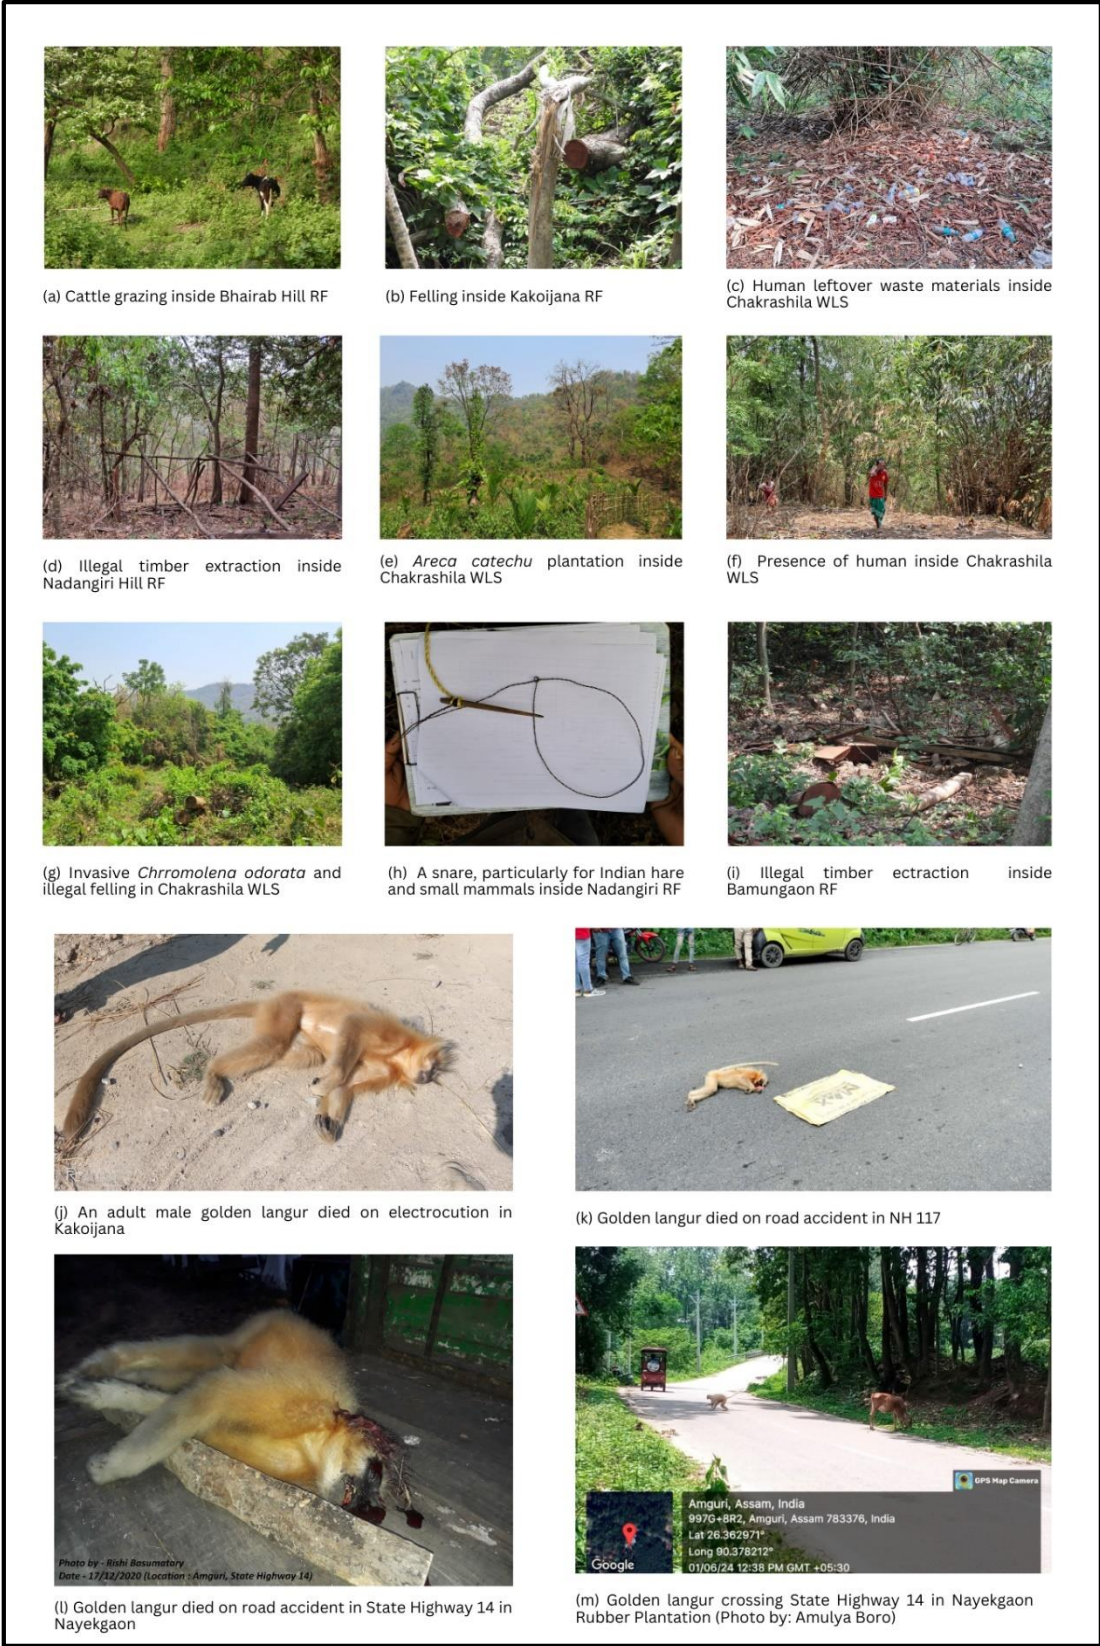 (a) Cattle grazing inside Bhairab Hill RF
(b) Felling inside Kakoijana RF
(c) Human leftover waste materials inside
Chakrashila WLS
(d) Illegal timber extraction inside
Nadangiri Hill RF
(e) Areca catechu plantation inside
Chakrashila WLS
(f) Presence of human inside Chakrashila
WLS
(g) Invasive Chrromolena odorata and
illegal felling in Chakrashila WLS
(h) A snare, particularly for Indian hare
and small mammals inside Nadangiri RF
(i) Illegal timber ectraction inside
Bamungaon RF
(j) An adult male golden langur died on electrocution in
Kakoijana
(k) Golden langur died on road accident in NH 117
Photo by - Rishi Basumatary
Date - 17/12/2020 (Location : Amguri, State Highway 14)
(l) Golden langur died on road accident in State Highway 14 in
Nayekgaon
GPS Map Camera
Google
Amguri, Assam, India
997G+8R2, Amguri, Assam 783376, India
Lat 26.362971°
Long 90.378212°
01/06/24 12:38 PM GMT +05:30
(m) Golden langur crossing State Highway 14 in Nayekgaon
Rubber Plantation (Photo by: Amulya Boro)